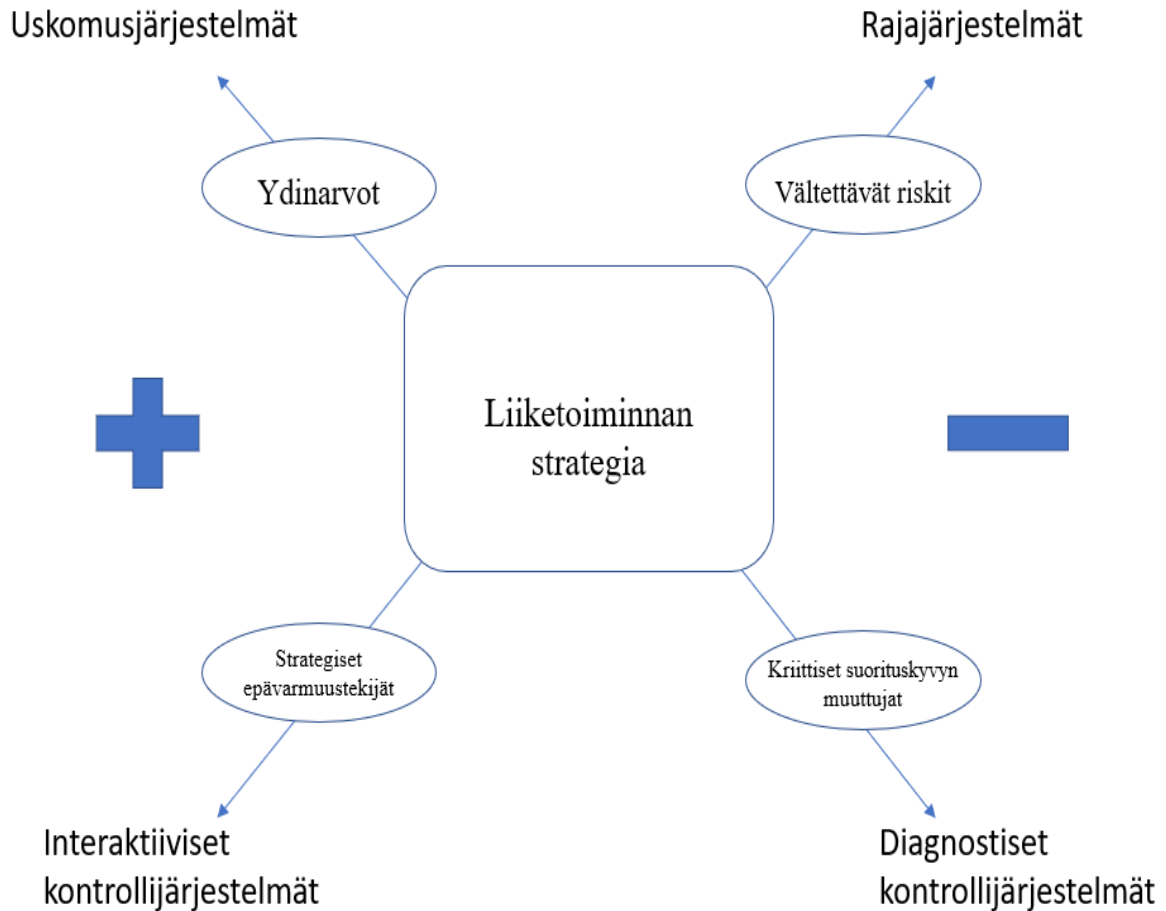 Uskomusjärjestelmät
Rajajärjestelmät
Ydinarvot
Vältettävät riskit
Liiketoiminnan
strategia
Strategiset
epävarmuustekijät
Kriittiset suorituskyvyn
muuttujat
Interaktiiviset
kontrollijärjestelmät
Diagnostiset
kontrollijärjestelmät